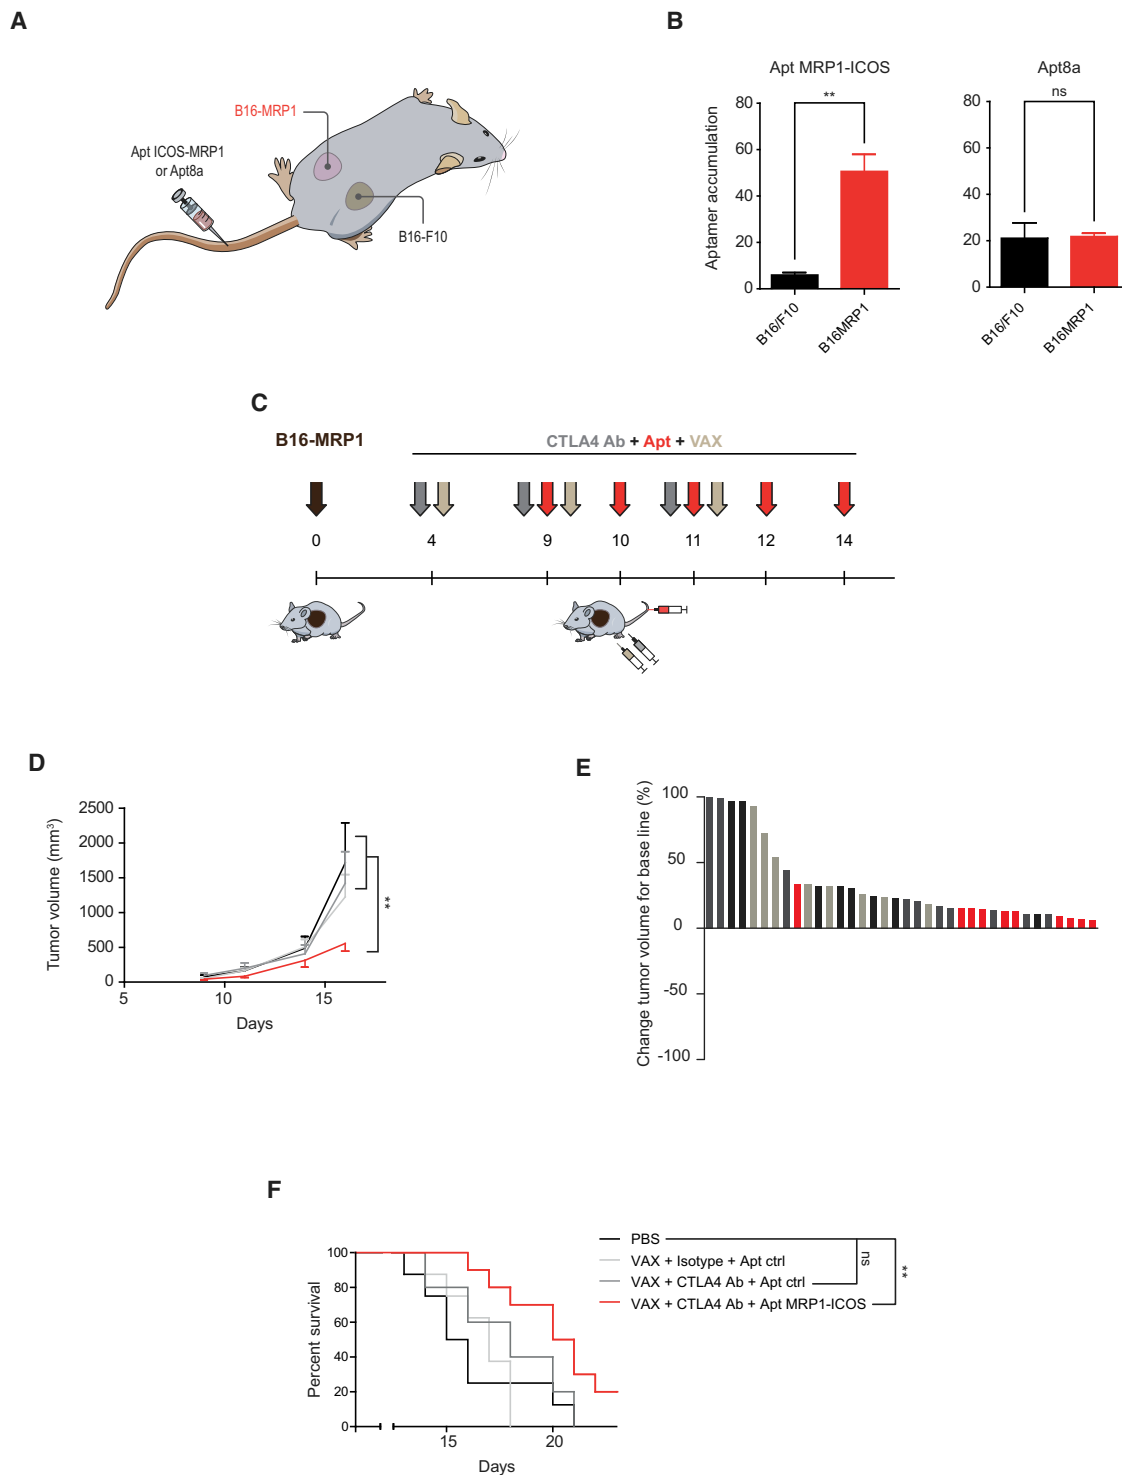 A
B16-MRP1
Apt ICOS-MRP1
or Apt8a
B16-F10
B
Apt MRP1-ICOS
Apt8a
Aptamer accumulation
80
60
40
20
0
**
B16/F10
B16MRP1
80
60
40
20
0
ns
B16/F10
B16MRP1
C
B16-MRP1
CTLA4 Ab + Apt + VAX
0 4 9 10 11 12 14
D
Tumor volume (mm³)
2500
2000
1500
1000
500
0
5 10 15
Days
**
E
Change tumor volume for base line (%)
100
50
0
-50
-100
F
Percent survival
100
80
60
40
20
0
15 20
Days
PBS
VAX + Isotype + Apt ctrl
VAX + CTLA4 Ab + Apt ctrl
VAX + CTLA4 Ab + Apt MRP1-ICOS
ns
**